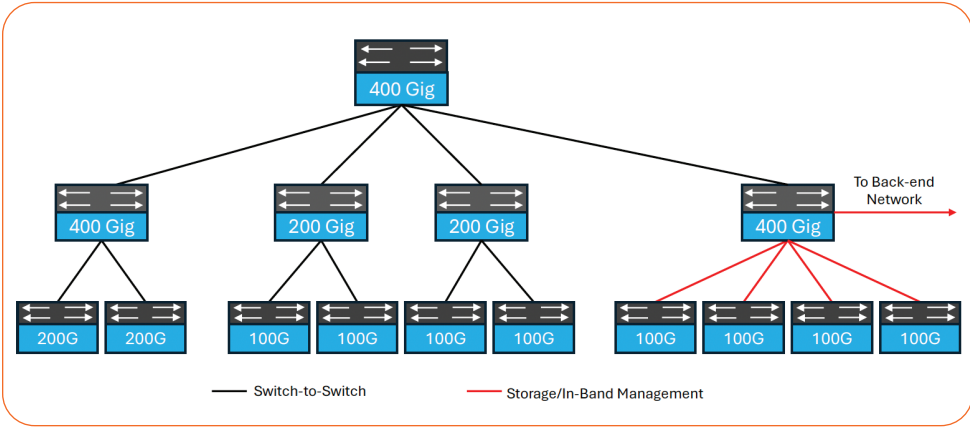 400 Gig
400 Gig
200 Gig
200 Gig
400 Gig
To Back-end
Network
200G
200G
100G
100G
100G
100G
100G
100G
100G
100G
Switch-to-Switch
Storage/In-Band Management